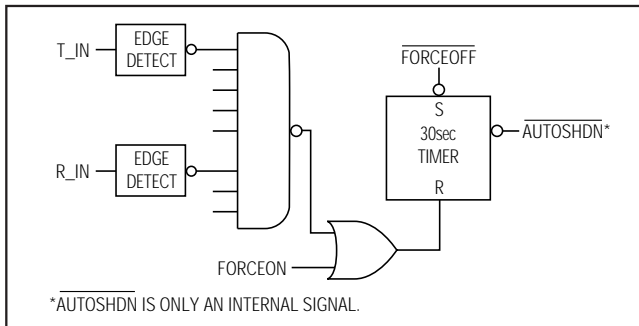 EDGE
DETECT
T_IN
FORCEOFF
S
30sec
TIMER
AUTOSHDN*
R
EDGE
DETECT
R_IN
FORCEON
*AUTOSHDN IS ONLY AN INTERNAL SIGNAL.